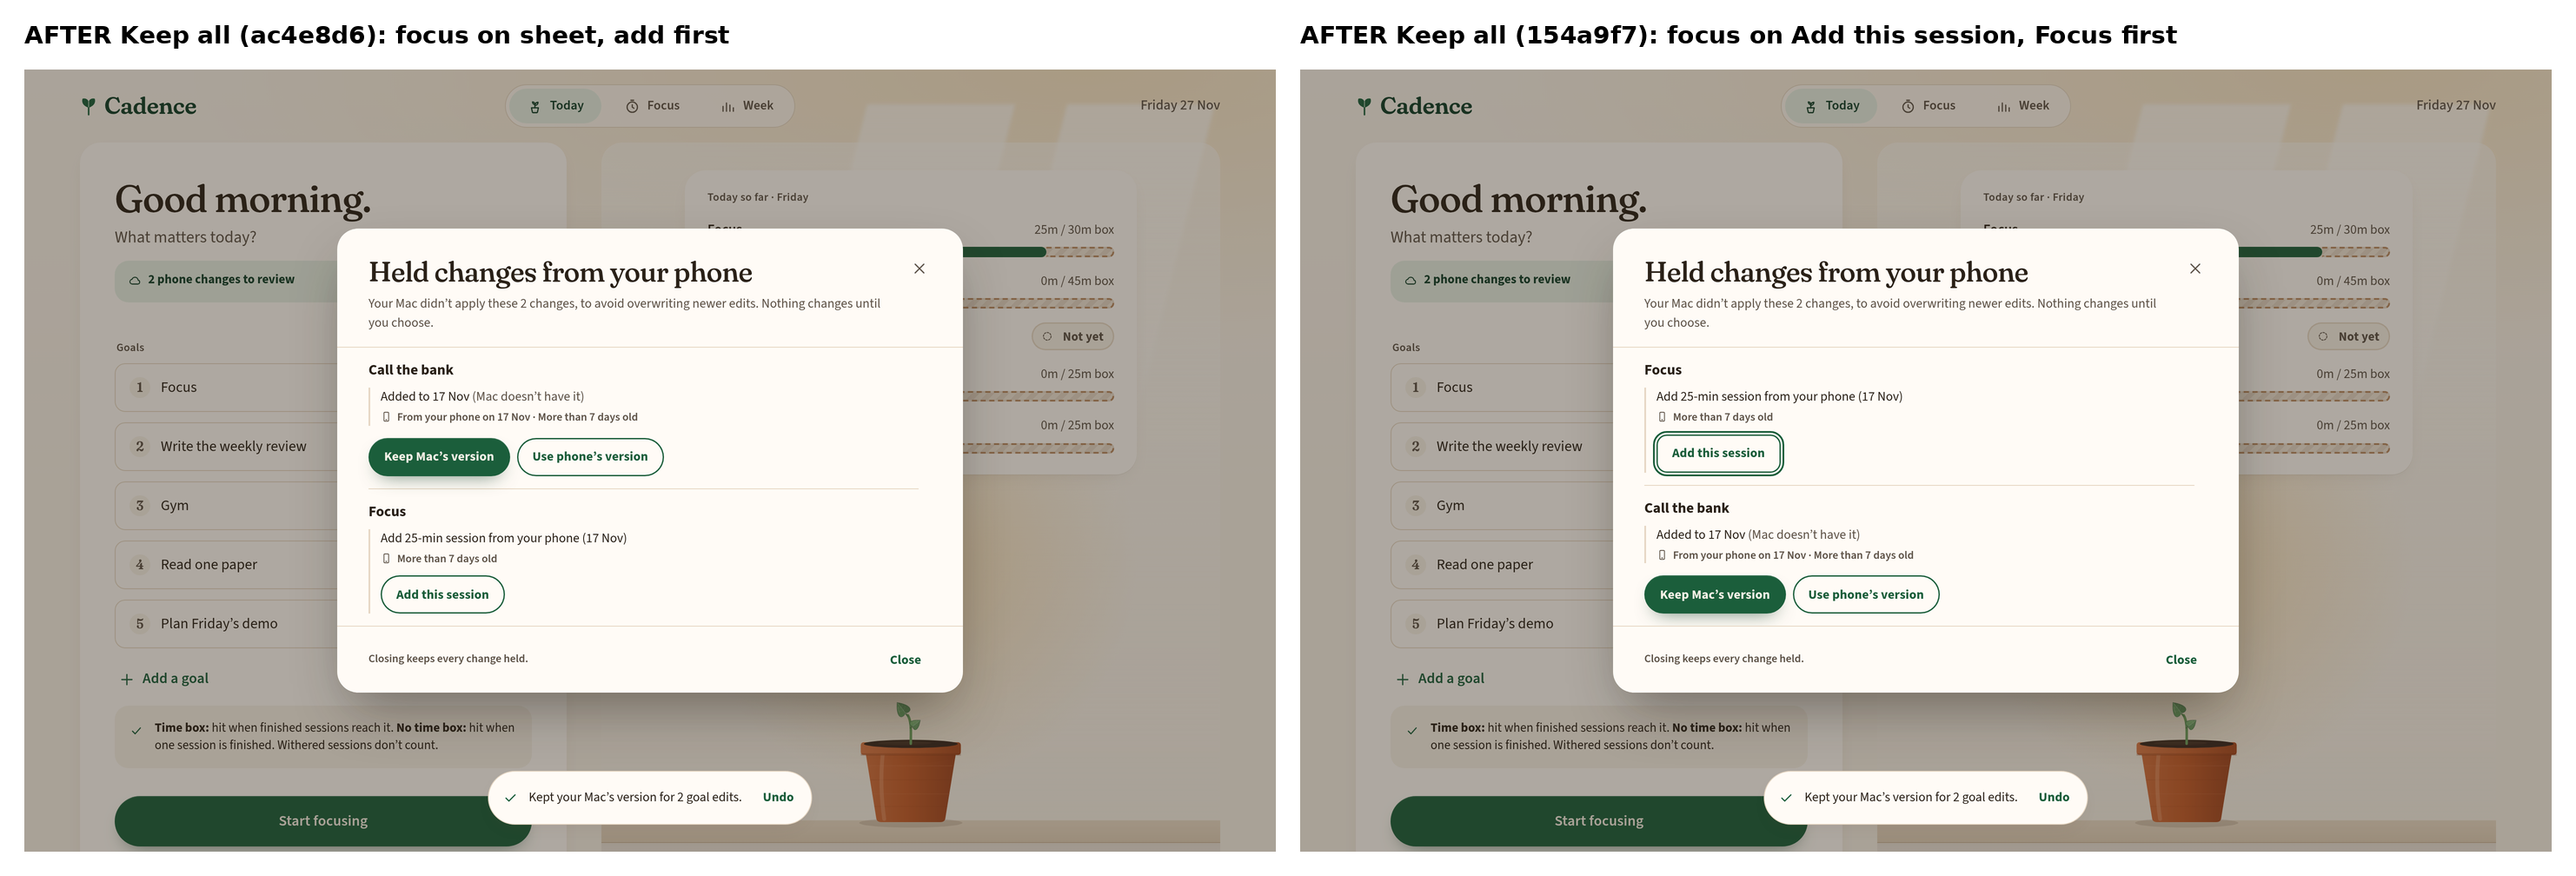 AFTER Keep all (ac4e8d6): focus on sheet, add first
Cadence
Today
Focus
Week
Friday 27 Nov
Good morning.
What matters today?
2 phone changes to review
Goals
1 Focus
2 Write the weekly review
3 Gym
4 Read one paper
5 Plan Friday's demo
Add a goal
Time box: hit when finished sessions reach it. No time box: hit when
one session is finished. Withered sessions don't count.
Start focusing
Today so far · Friday
25m / 30m box
0m / 45m box
Not yet
0m / 25m box
0m / 25m box
Held changes from your phone
Your Mac didn't apply these 2 changes, to avoid overwriting newer edits. Nothing changes until
you choose.
Call the bank
Added to 17 Nov (Mac doesn't have it)
From your phone on 17 Nov · More than 7 days old
Keep Mac's version
Use phone's version
Focus
Add 25-min session from your phone (17 Nov)
More than 7 days old
Add this session
Closing keeps every change held.
Close
Kept your Mac's version for 2 goal edits.
Undo
AFTER Keep all (154a9f7): focus on Add this session, Focus first
Cadence
Today
Focus
Week
Friday 27 Nov
Good morning.
What matters today?
2 phone changes to review
Goals
1 Focus
2 Write the weekly review
3 Gym
4 Read one paper
5 Plan Friday's demo
Add a goal
Time box: hit when finished sessions reach it. No time box: hit when
one session is finished. Withered sessions don't count.
Start focusing
Today so far · Friday
25m / 30m box
0m / 45m box
Not yet
0m / 25m box
0m / 25m box
Held changes from your phone
Your Mac didn't apply these 2 changes, to avoid overwriting newer edits. Nothing changes until
you choose.
Focus
Add 25-min session from your phone (17 Nov)
More than 7 days old
Add this session
Call the bank
Added to 17 Nov (Mac doesn't have it)
From your phone on 17 Nov · More than 7 days old
Keep Mac's version
Use phone's version
Closing keeps every change held.
Close
Kept your Mac's version for 2 goal edits.
Undo